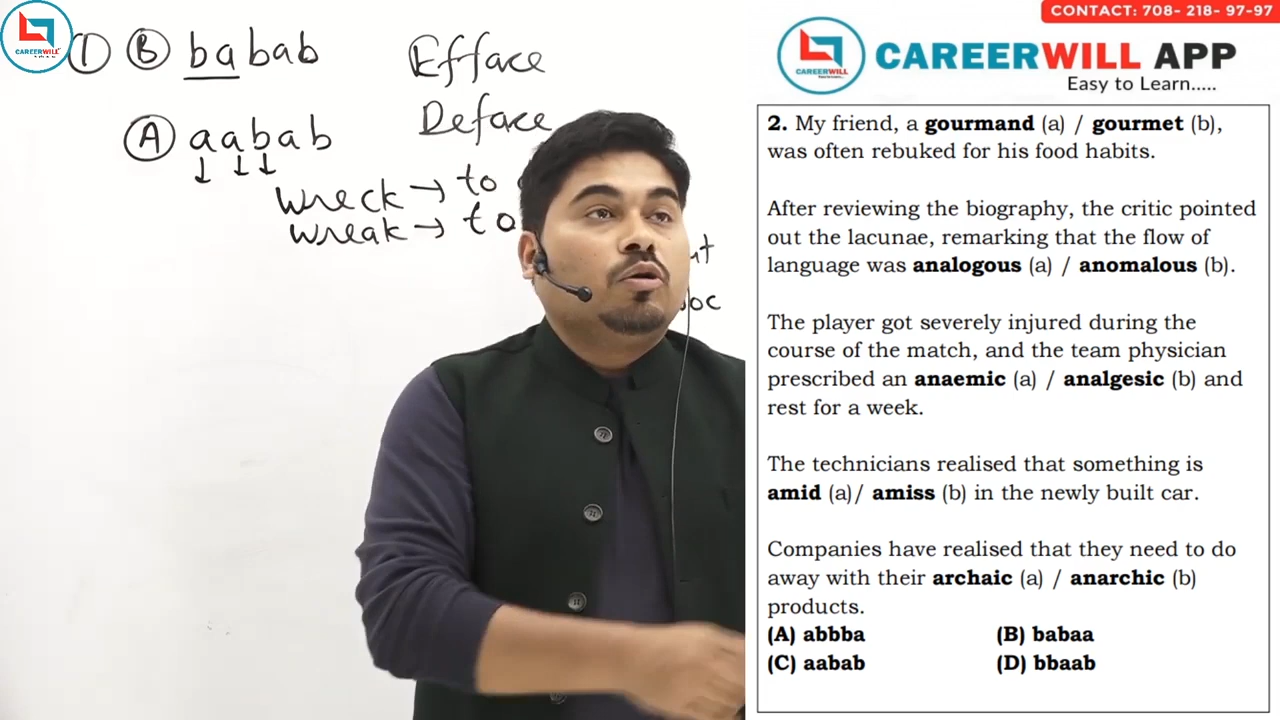 CONTACT: 708- 218- 97-97
CAREERWILL
CAREERWILL APP
Easy to Learn.....
CAREERWILL
1 B babab
A aabab
Efface
Deface
wreck → to
wreak → to
2. My friend, a gourmand (a) / gourmet (b),
was often rebuked for his food habits.
After reviewing the biography, the critic pointed
out the lacunae, remarking that the flow of
language was analogous (a) / anomalous (b).
The player got severely injured during the
course of the match, and the team physician
prescribed an anaemic (a) / analgesic (b) and
rest for a week.
The technicians realised that something is
amid (a)/ amiss (b) in the newly built car.
Companies have realised that they need to do
away with their archaic (a) / anarchic (b)
products.
(A) abbba (B) babaa
(C) aabab (D) bbaab